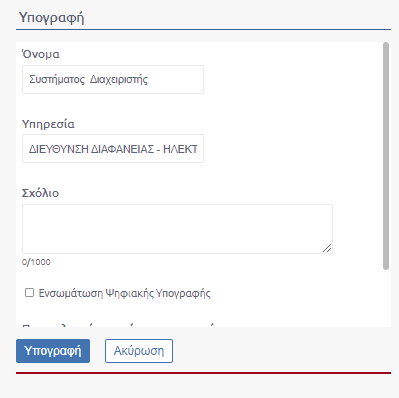 Υπογραφή
Όνομα
Συστήματος Διαχειριστής
Υπηρεσία
ΔΙΕΥΘΥΝΣΗ ΔΙΑΦΑΝΕΙΑΣ - ΗΛΕΚΤ
Σχόλιο
0/1000
Ενσωμάτωση Ψηφιακής Υπογραφής
Υπογραφή Ακύρωση